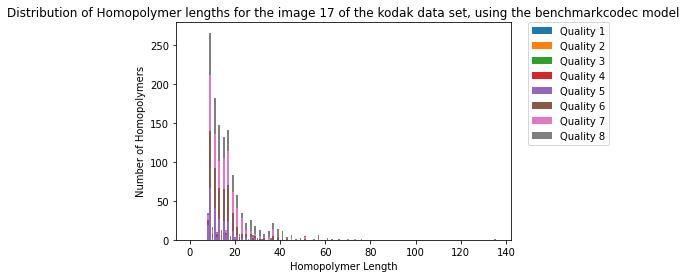 Distribution of Homopolymer lengths for the image 17 of the kodak data set, using the benchmarkcodec model
Number of Homopolymers
250
200
150
100
50
0
0 20 40 60 80 100 120 140
Homopolymer Length
Quality 1
Quality 2
Quality 3
Quality 4
Quality 5
Quality 6
Quality 7
Quality 8